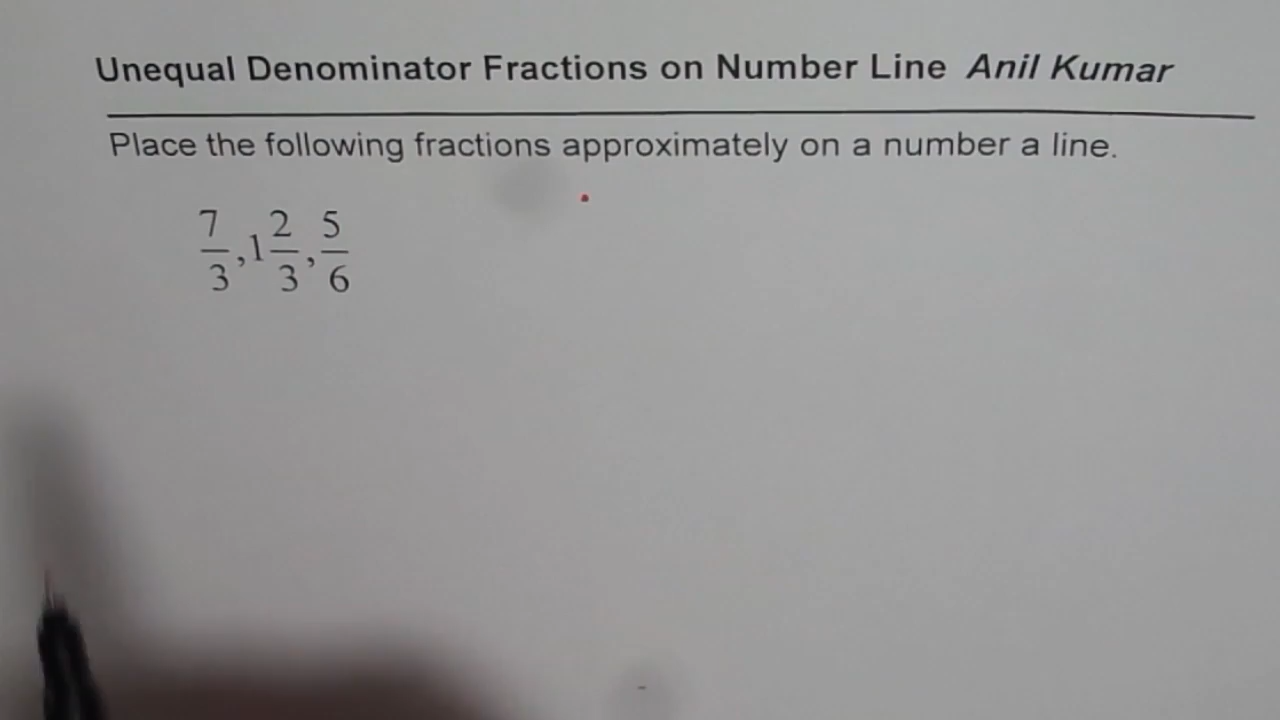 Unequal Denominator Fractions on Number Line Anil Kumar
Place the following fractions approximately on a number a line.
7/3, 1 2/3, 5/6